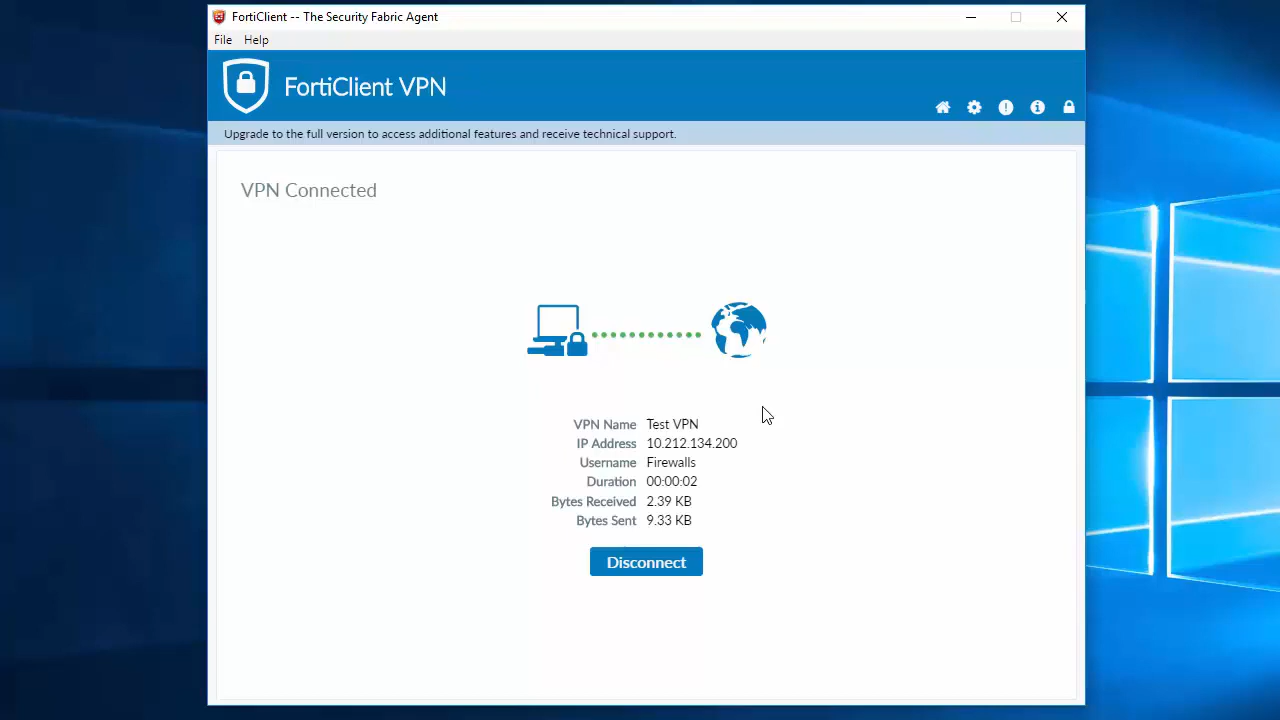 FortiClient -- The Security Fabric Agent
File Help
FortiClient VPN
Upgrade to the full version to access additional features and receive technical support.
VPN Connected
VPN Name Test VPN
IP Address 10.212.134.200
Username Firewalls
Duration 00:00:02
Bytes Received 2.39 KB
Bytes Sent 9.33 KB
Disconnect